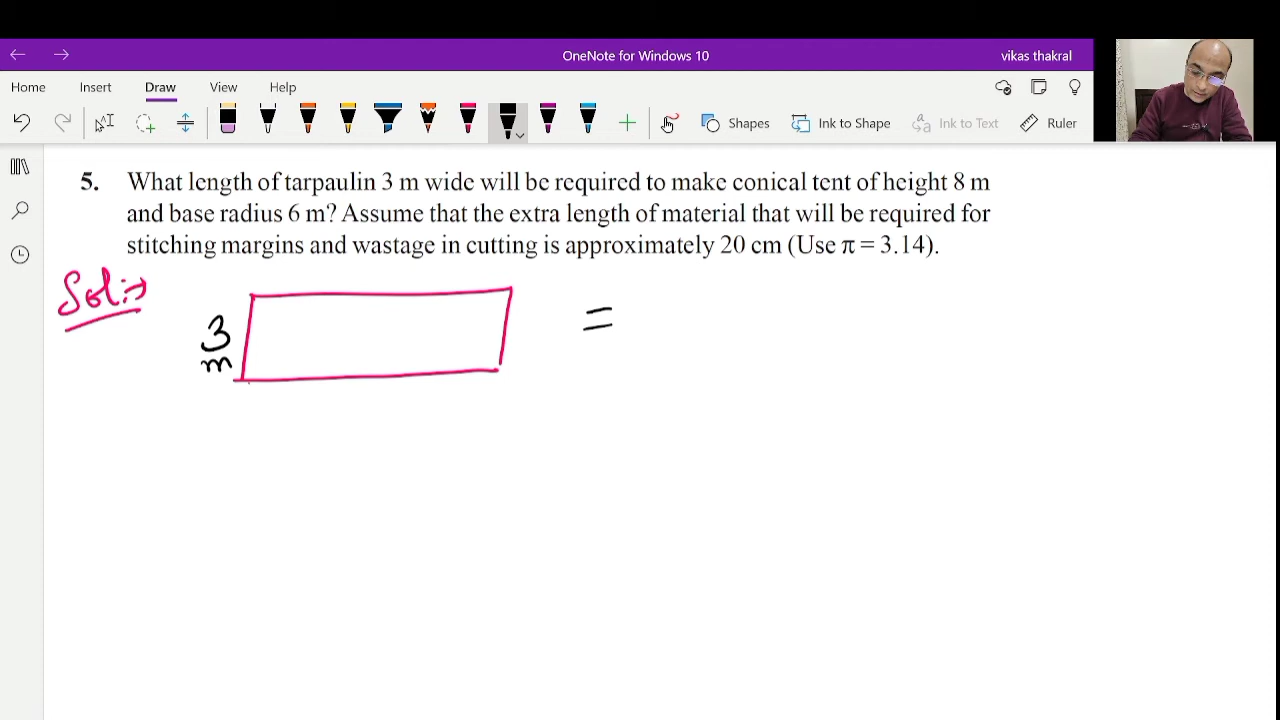 OneNote for Windows 10
vikas thakral
Home Insert Draw View Help
Shapes Ink to Shape Ink to Text Ruler
5. What length of tarpaulin 3 m wide will be required to make conical tent of height 8 m
and base radius 6 m? Assume that the extra length of material that will be required for
stitching margins and wastage in cutting is approximately 20 cm (Use π = 3.14).
Sol:→
3
m
=